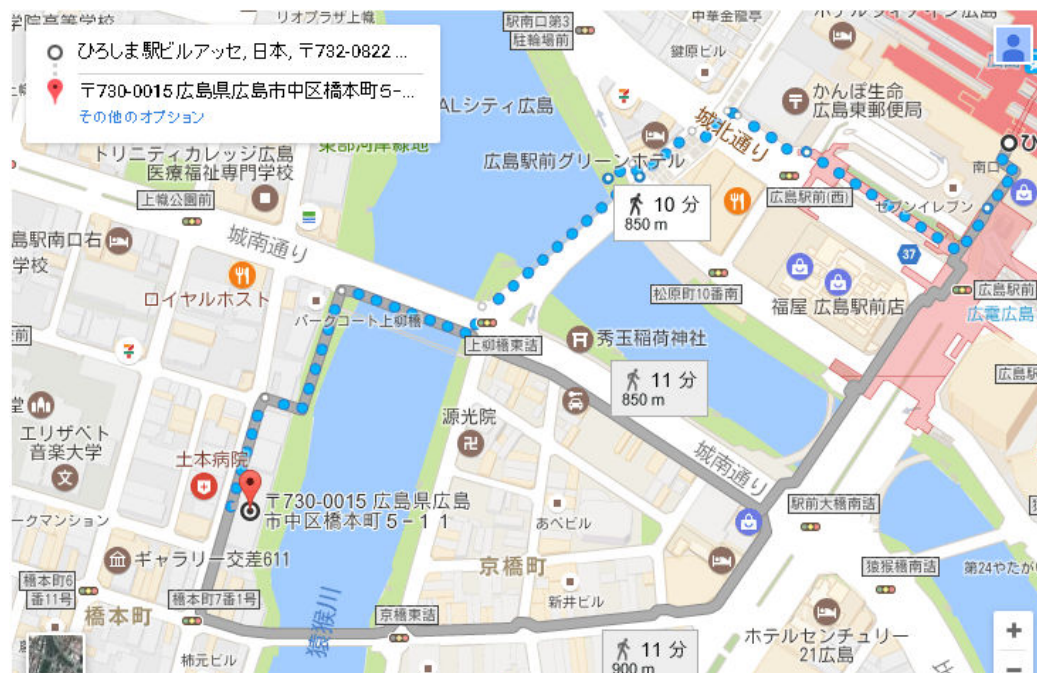 学院高等学校
リオプラザ上幟
駅南口第3
駐輪場前
中華金龍亭
鍵原ビル
ひろしま駅ビルアッセ, 日本, 〒732-0822 ...
〒730-0015 広島県広島市中区橋本町5-...
その他のオプション
ALシティ広島
かんぽ生命
広島東郵便局
城北通り
東部河岸緑地
トリニティカレッジ広島
医療福祉専門学校
広島駅前グリーンホテル
南口
ひ
上幟公園前
10 分
850 m
広島駅前(西)
セブンイレブン
城南通り
島駅南口右
学校
37
ロイヤルホスト
松原町10番南
福屋 広島駅前店
広島駅前
広電広島
パークコート上柳橋
上柳橋東詰
秀玉稲荷神社
11 分
850 m
広島駅
エリザベト
音楽大学
源光院
土本病院
城南通り
〒730-0015 広島県広島
市中区橋本町5-11
駅前大橋南詰
ークマンション
あべビル
ギャラリー交差611
京橋町
猿猴橋南詰
第24やたが
橋本町6
番11号
橋本町7番1号
新井ビル
橋本町
京橋東詰
猿猴川
ホテルセンチュリー
21広島
柿元ビル
11 分
900 m
+
−